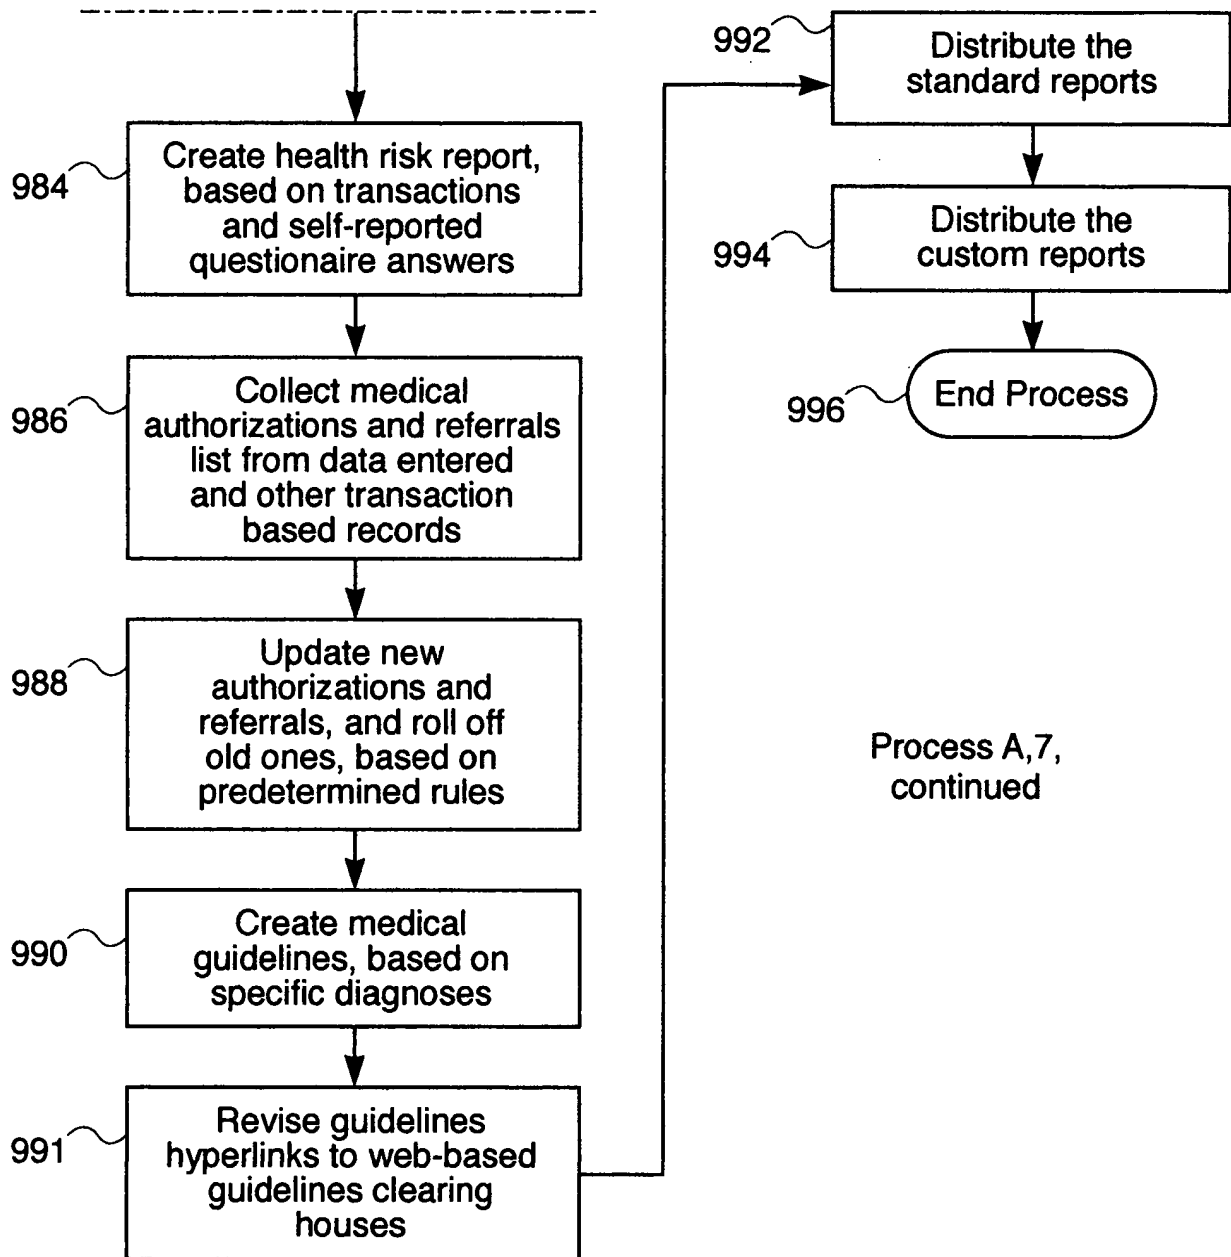 984
Create health risk report,
based on transactions
and self-reported
questionaire answers
986
Collect medical
authorizations and referrals
list from data entered
and other transaction
based records
988
Update new
authorizations and
referrals, and roll off
old ones, based on
predetermined rules
990
Create medical
guidelines, based on
specific diagnoses
991
Revise guidelines
hyperlinks to web-based
guidelines clearing
houses
992
Distribute the
standard reports
994
Distribute the
custom reports
996
End Process
Process A,7,
continued